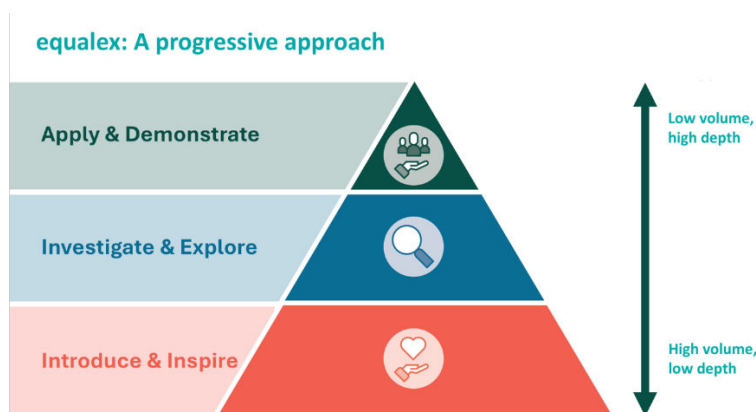 equalex: A progressive approach
Apply & Demonstrate
Low volume,
high depth
Investigate & Explore
Introduce & Inspire
High volume,
low depth